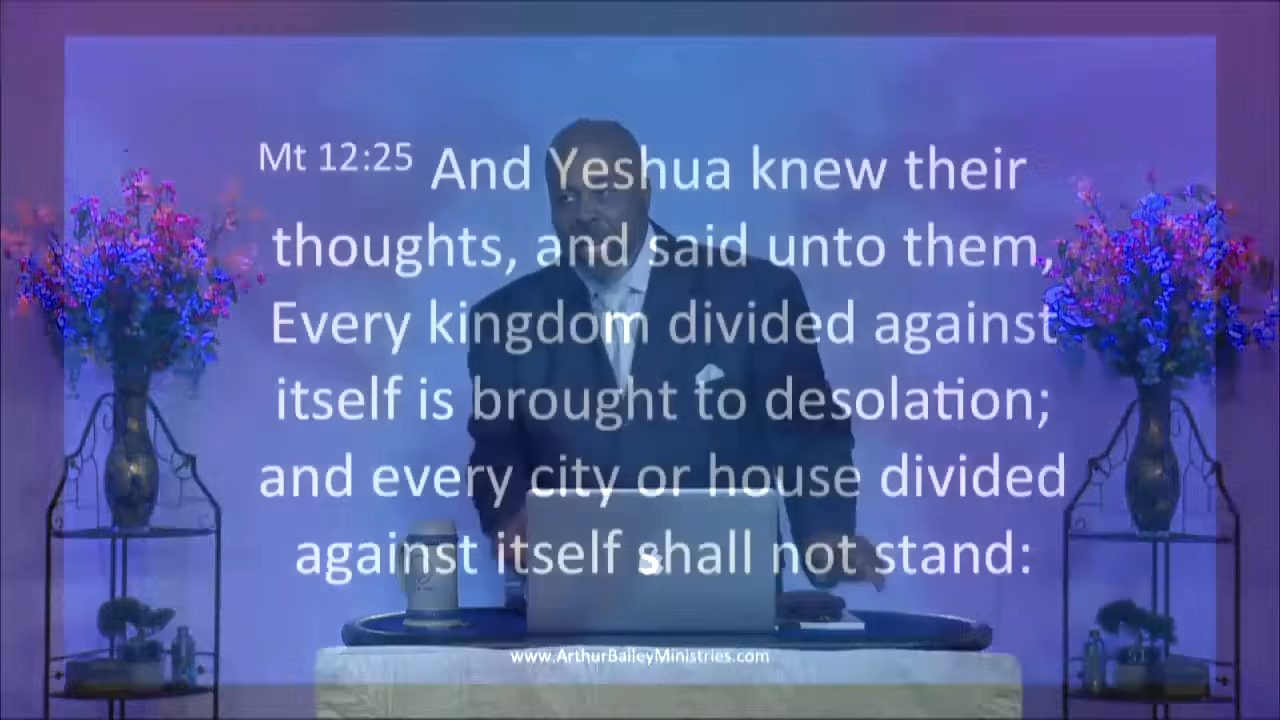 Mt 12:25 And Yeshua knew their
thoughts, and said unto them,
Every kingdom divided against
itself is brought to desolation;
and every city or house divided
against itself shall not stand:
www.ArthurBaileyMinistries.com